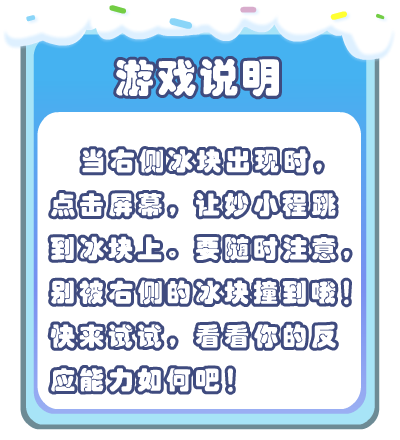 游戏说明
当右侧冰块出现时，
点击屏幕，让妙小程跳
到冰块上。要随时注意，
别被右侧的冰块撞到哦！
快来试试，看看你的反
应能力如何吧！